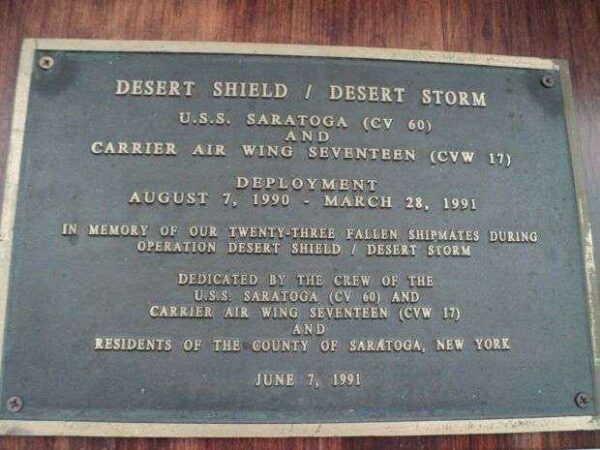 DESERT SHIELD / DESERT STORM
U.S.S. SARATOGA (CV 60)
AND
CARRIER AIR WING SEVENTEEN (CVW 17)
DEPLOYMENT
AUGUST 7, 1990 - MARCH 28, 1991
IN MEMORY OF OUR TWENTY-THREE FALLEN SHIPMATES DURING
OPERATION DESERT SHIELD / DESERT STORM
DEDICATED BY THE CREW OF THE
U.S.S. SARATOGA (CV 60) AND
CARRIER AIR WING SEVENTEEN (CVW 17)
AND
RESIDENTS OF THE COUNTY OF SARATOGA, NEW YORK
JUNE 7, 1991